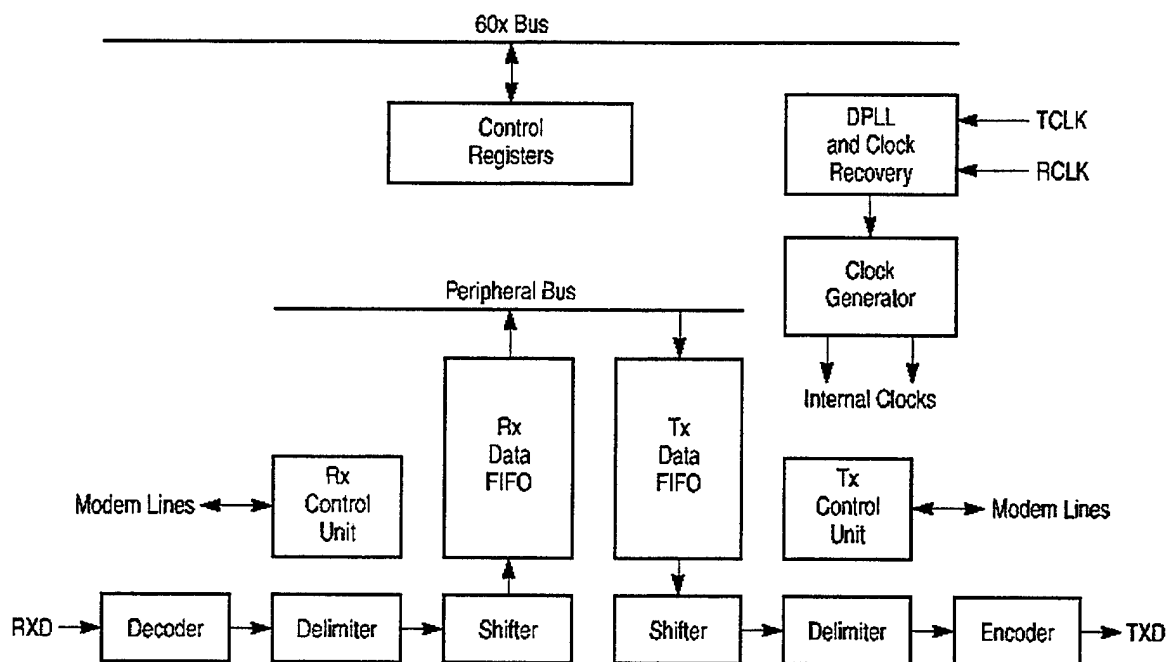 60x Bus
Control
Registers
DPLL
and Clock
Recovery
TCLK
RCLK
Clock
Generator
Internal Clocks
Peripheral Bus
Rx
Data
FIFO
Tx
Data
FIFO
Modem Lines
Rx
Control
Unit
Tx
Control
Unit
Modem Lines
RXD
Decoder
Delimiter
Shifter
Shifter
Delimiter
Encoder
TXD